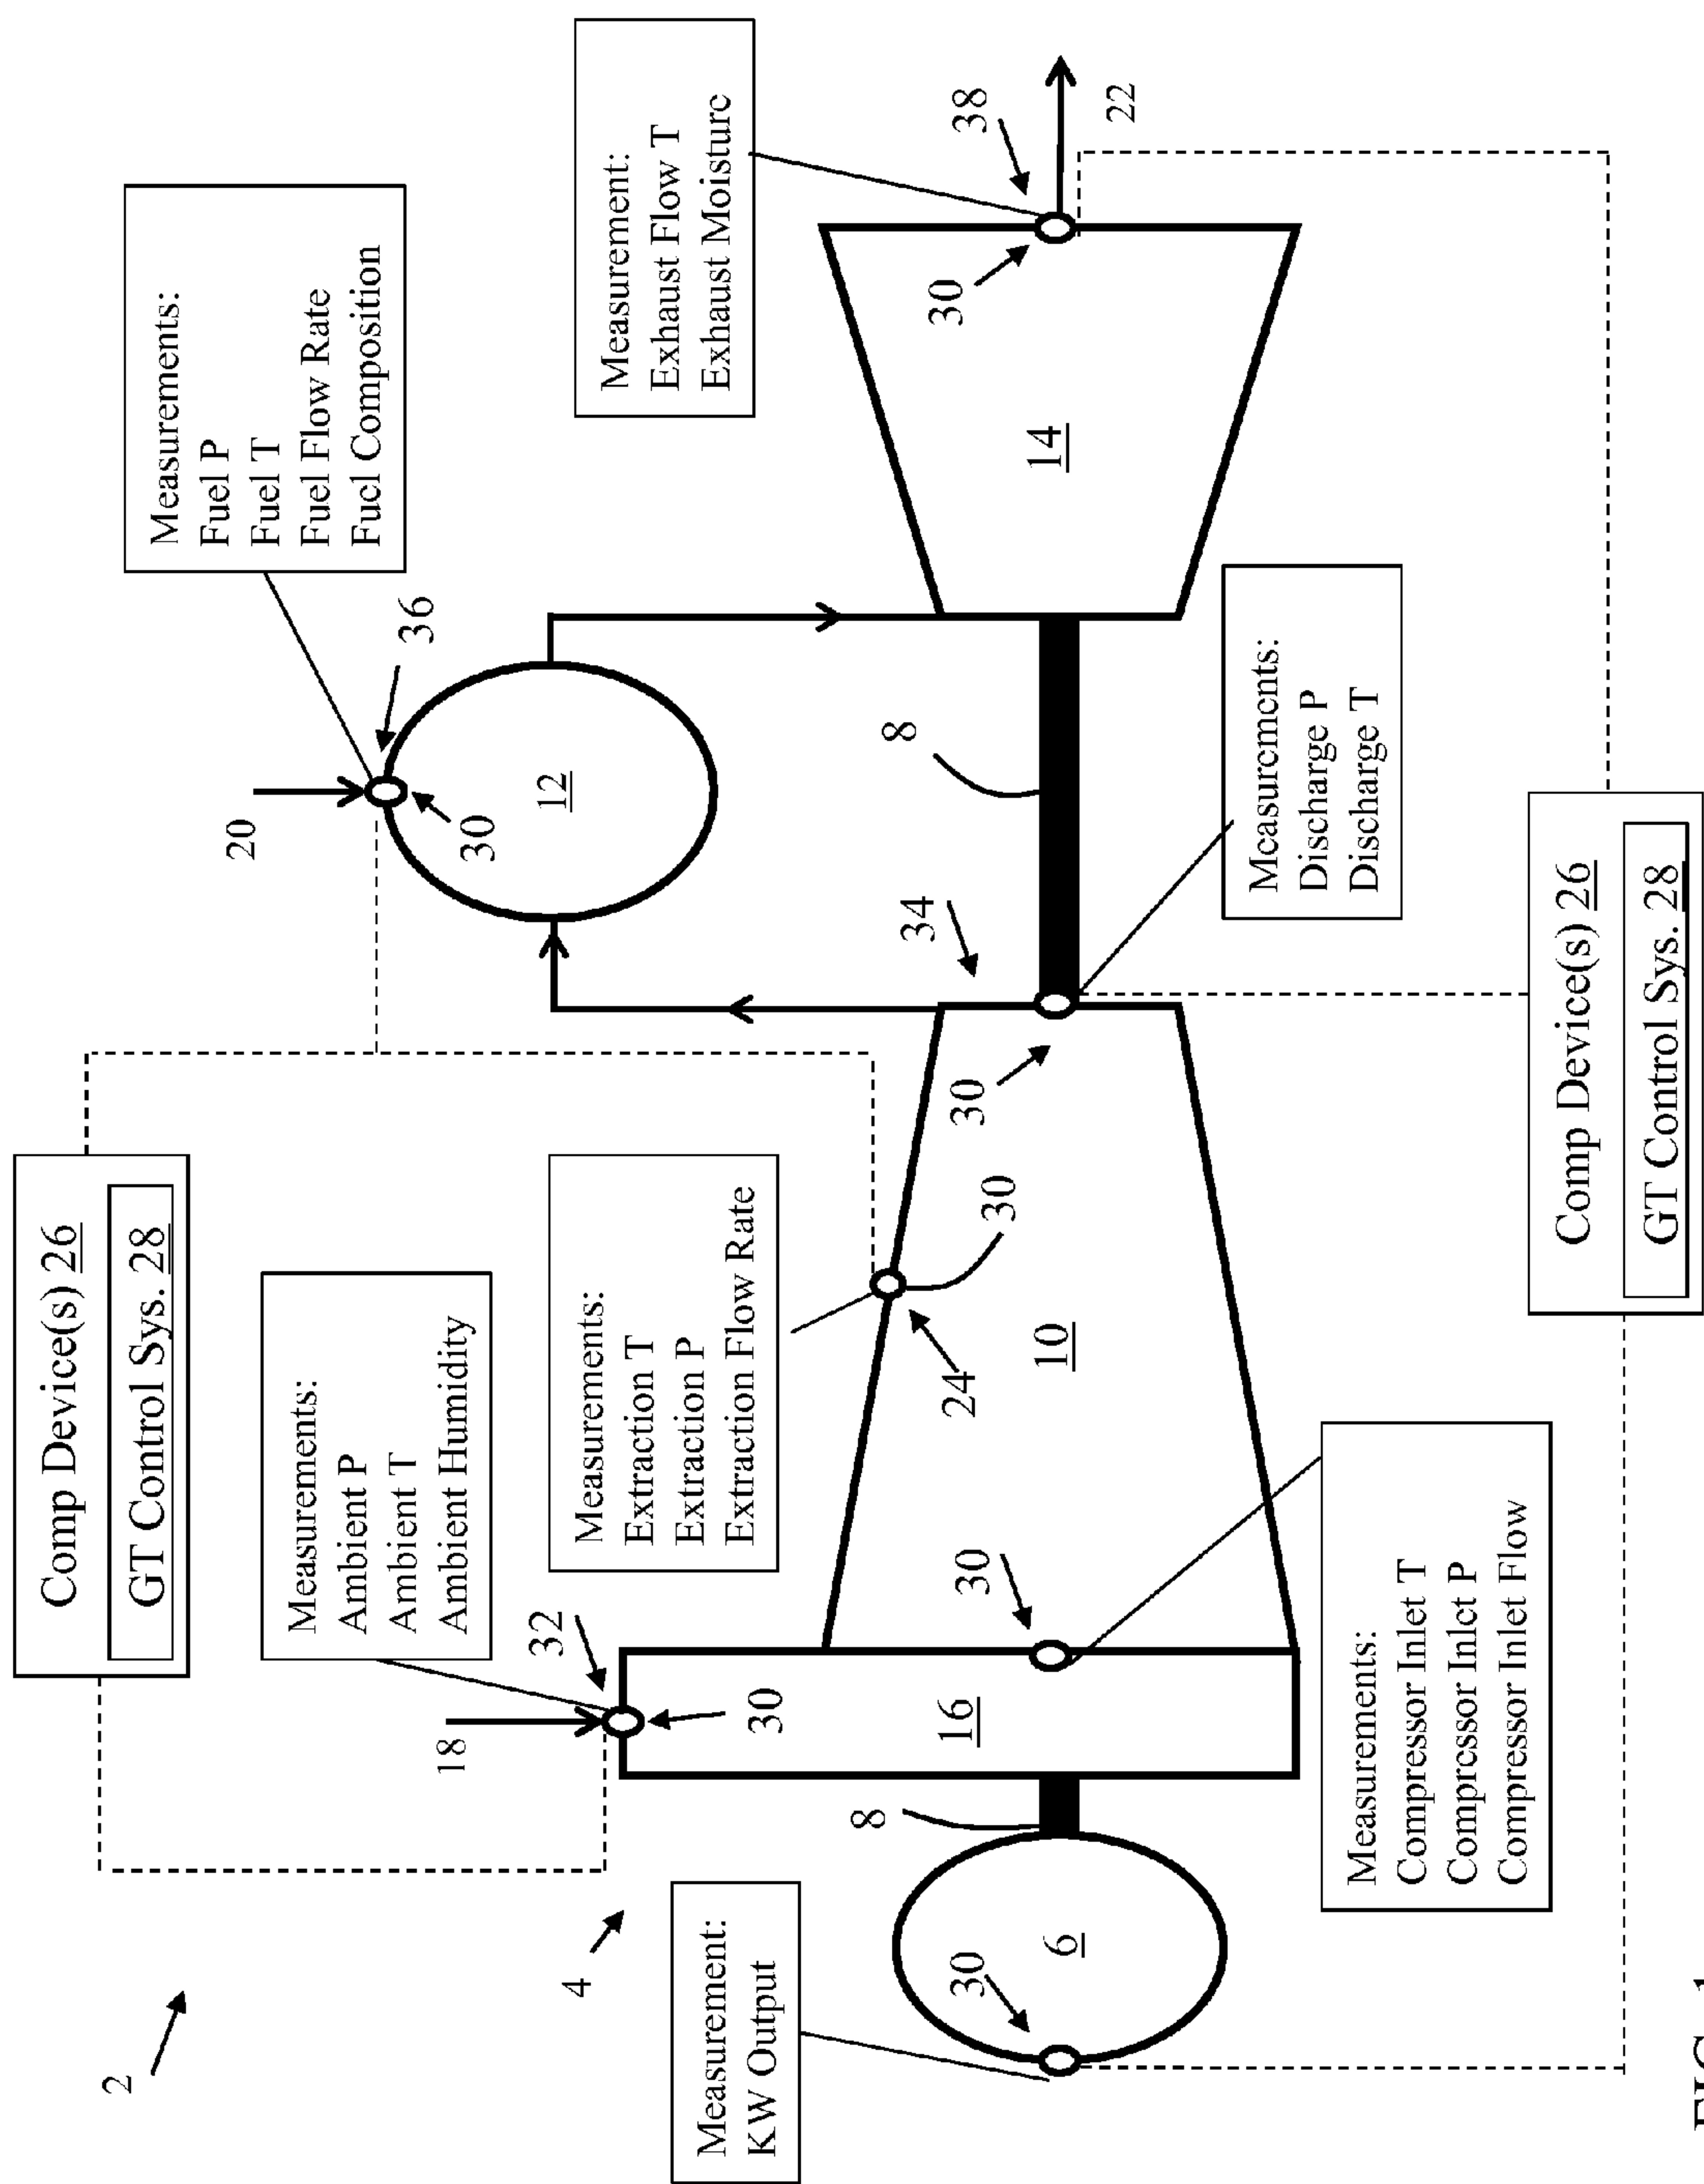 Comp Device(s) 26
GT Control Sys. 28
2
Measurements:
Fuel P
Fuel T
Fuel Flow Rate
Fuel Composition
Measurements:
Ambient P
Ambient T
Ambient Humidity
20
36
18
32
30
4
Measurements:
Extraction T
Extraction P
Extraction Flow Rate
12
Measurement:
Exhaust Flow T
Exhaust Moisture
Measurement:
KW Output
30
8
8
34
24
30
30
30
30
30
38
6
16
10
14
22
Measurements:
Discharge P
Discharge T
Measurements:
Compressor Inlet T
Compressor Inlet P
Compressor Inlet Flow
Comp Device(s) 26
GT Control Sys. 28
FIG. 1